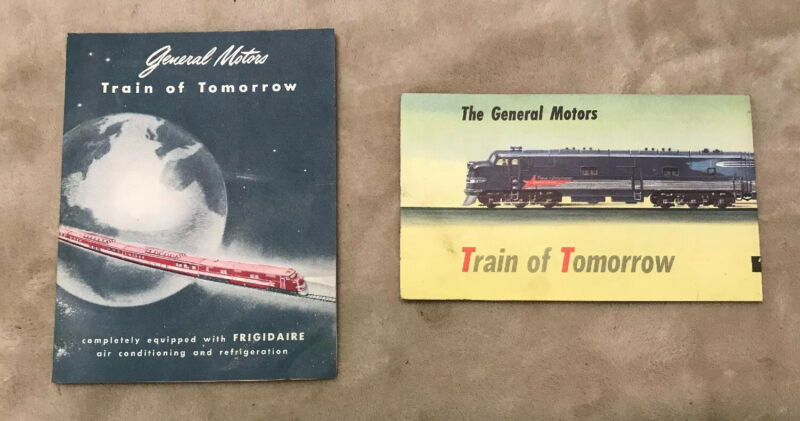 General Motors
Train of Tomorrow
completely equipped with FRIGIDAIRE
air conditioning and refrigeration
The General Motors
Train of Tomorrow